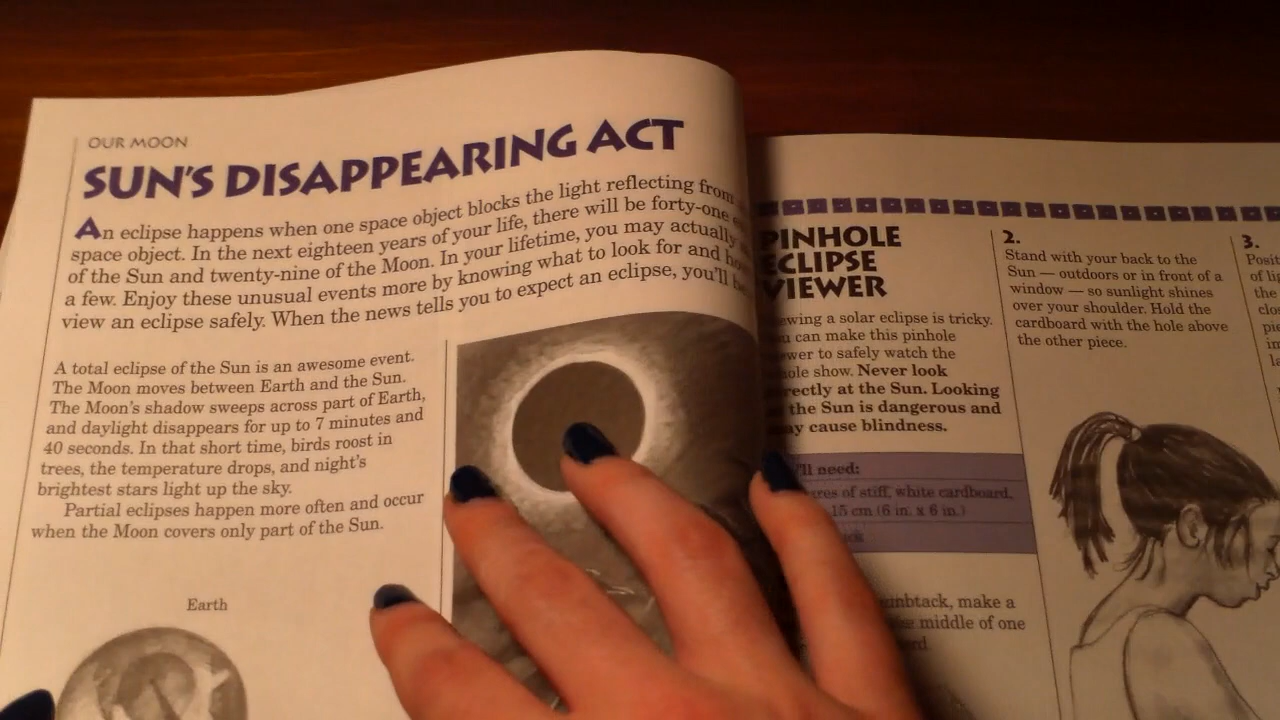 OUR MOON
SUN'S DISAPPEARING ACT
An eclipse happens when one space object blocks the light reflecting from
space object. In the next eighteen years of your life, there will be forty-one
of the Sun and twenty-nine of the Moon. In your lifetime, you may actually
a few. Enjoy these unusual events more by knowing what to look for and
view an eclipse safely. When the news tells you to expect an eclipse, you'll
A total eclipse of the Sun is an awesome event.
The Moon moves between Earth and the Sun.
The Moon's shadow sweeps across part of Earth,
and daylight disappears for up to 7 minutes and
40 seconds. In that short time, birds roost in
trees, the temperature drops, and night's
brightest stars light up the sky.
Partial eclipses happen more often and occur
when the Moon covers only part of the Sun.
Earth
PINHOLE
ECLIPSE
VIEWER
a solar eclipse is tricky.
can make this pinhole
to safely watch the
show. Never look
at the Sun. Looking
the Sun is dangerous and
cause blindness.
need:
of stiff, white cardboard,
15 cm (6 in. x 6 in.)
make a
middle of one
2.
Stand with your back to the
Sun — outdoors or in front of a
window — so sunlight shines
over your shoulder. Hold the
cardboard with the hole above
the other piece.
3.
of
the